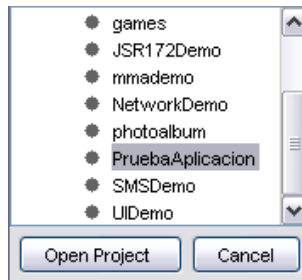 games
JSR172Demo
mmademo
NetworkDemo
photoalbum
PruebaAplicacion
SMSDemo
UIDemo
Open Project Cancel